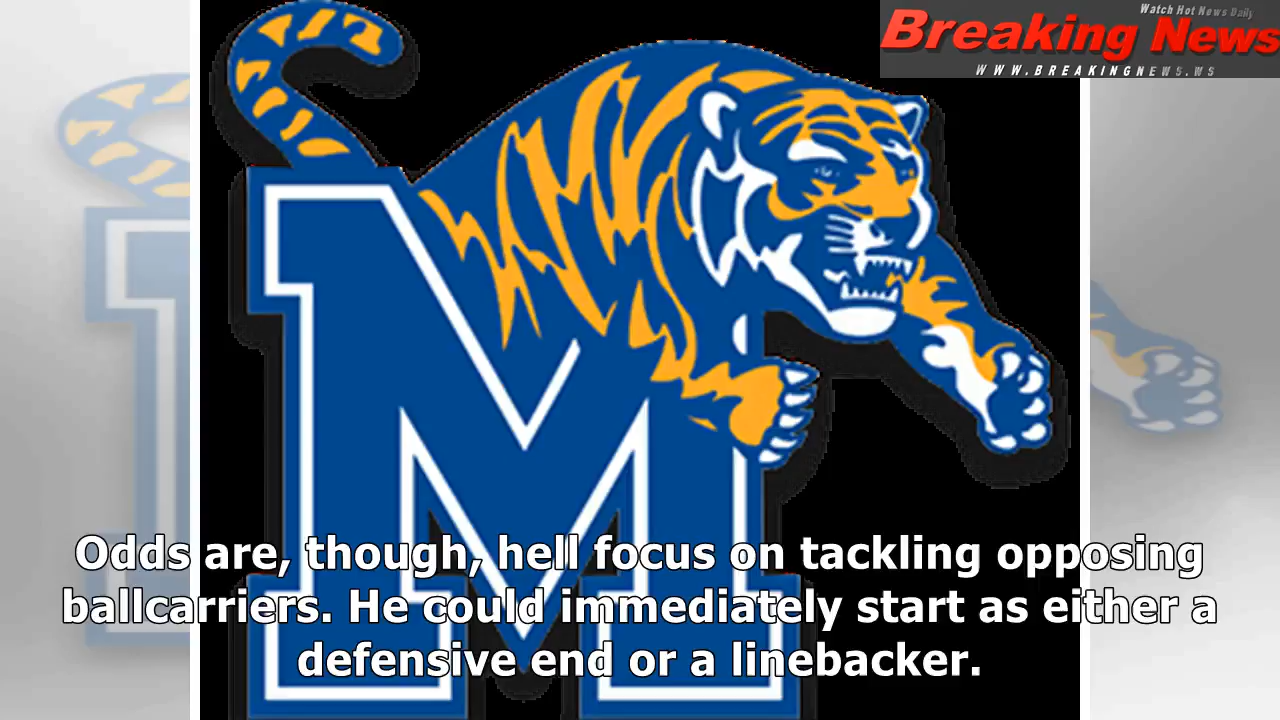 Watch Hot News Daily
Breaking News
WWW.BREAKINGNEWS.WS
M
Odds are, though, hell focus on tackling opposing
ballcarriers. He could immediately start as either a
defensive end or a linebacker.